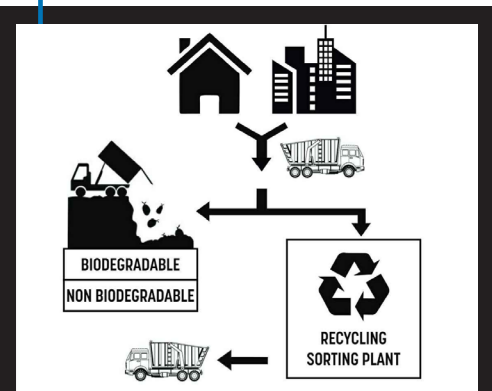 BIODEGRADABLE
NON BIODEGRADABLE
RECYCLING
SORTING PLANT